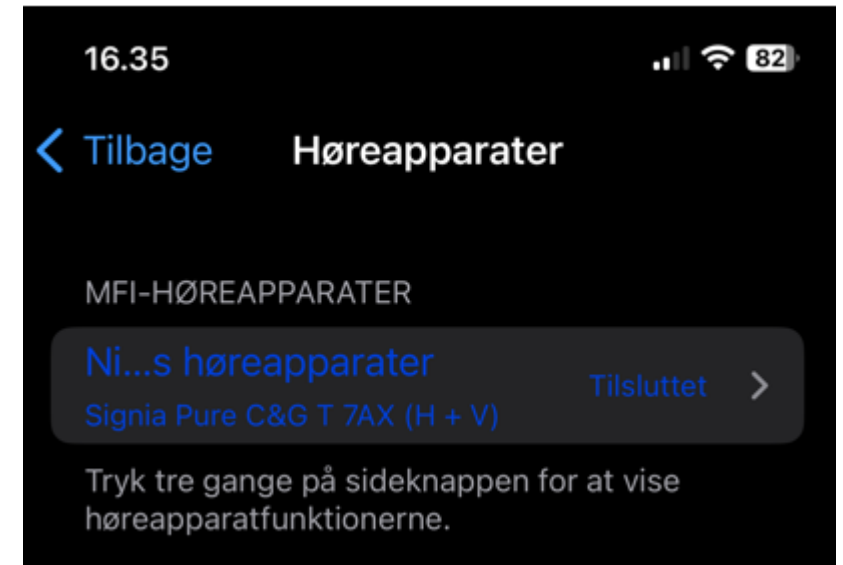 16.35
82
Tilbage
Høreapparater
MFI-HØREAPPARATER
Ni...s høreapparater
Tilsluttet
Signia Pure C&G T 7AX (H + V)
Tryk tre gange på sideknappen for at vise
høreapparatfunktionerne.